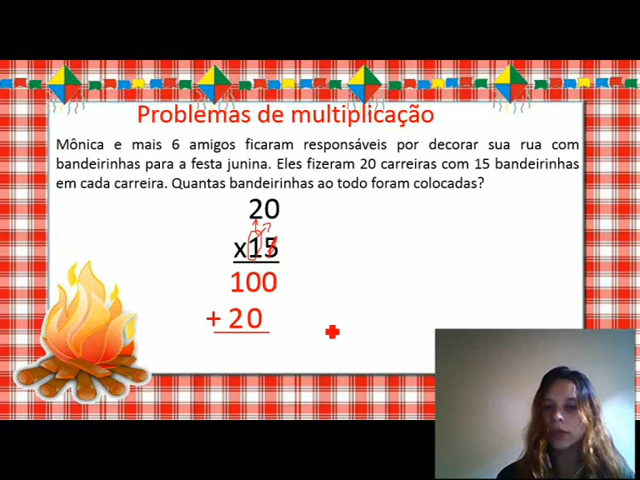 Problemas de multiplicação
Mônica e mais 6 amigos ficaram responsáveis por decorar sua rua com
bandeirinhas para a festa junina. Eles fizeram 20 carreiras com 15 bandeirinhas
em cada carreira. Quantas bandeirinhas ao todo foram colocadas?
20
x15
100
+ 20